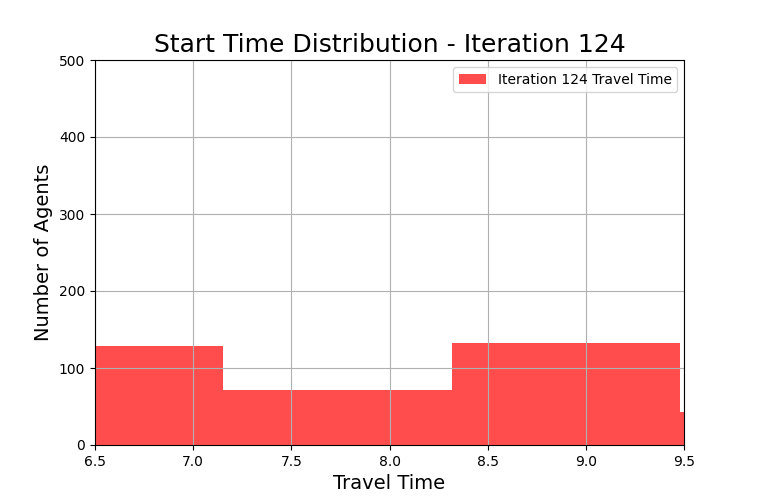 Start Time Distribution - Iteration 124
Iteration 124 Travel Time
Number of Agents
500
400
300
200
100
0
6.5 7.0 7.5 8.0 8.5 9.0 9.5
Travel Time